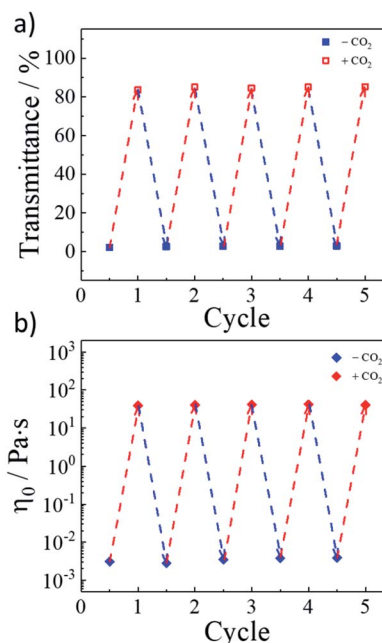 a)
Transmittance / %
100
80
60
40
20
0
− CO₂
+ CO₂
0 1 2 3 4 5
Cycle
b)
η₀ / Pa·s
10³
10²
10¹
10⁰
10⁻¹
10⁻²
10⁻³
− CO₂
+ CO₂
0 1 2 3 4 5
Cycle